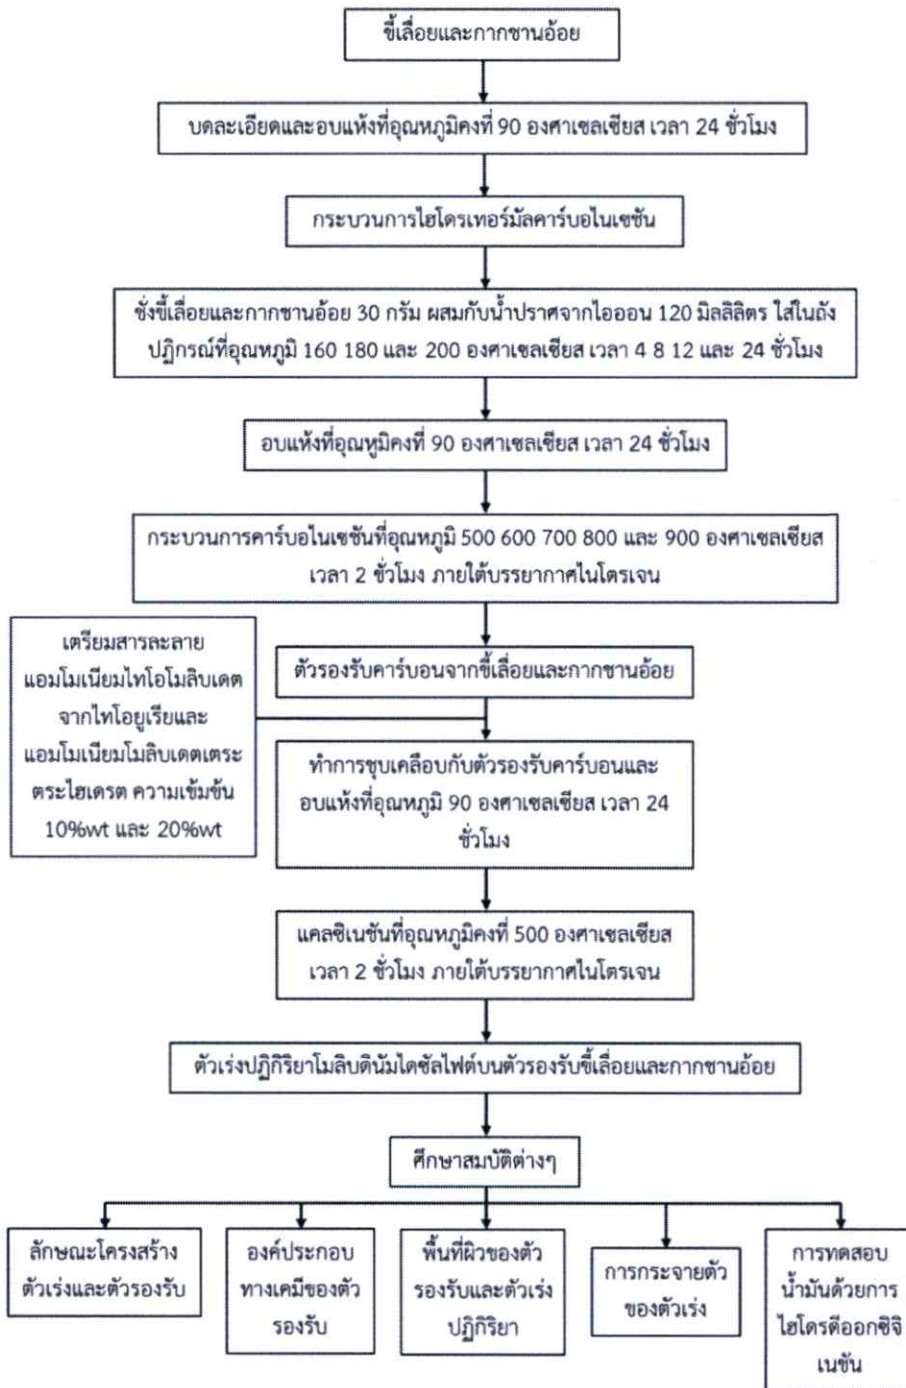 ขี้เลื่อยและกากชานอ้อย
บดละเอียดและอบแห้งที่อุณหภูมิคงที่ 90 องศาเซลเซียส เวลา 24 ชั่วโมง
กระบวนการไฮโดรเทอร์มัลคาร์บอไนเซชัน
ชั่งขี้เลื่อยและกากชานอ้อย 30 กรัม ผสมกับน้ำปราศจากไอออน 120 มิลลิลิตร ใส่ในถัง
ปฏิกรณ์ที่อุณหภูมิ 160 180 และ 200 องศาเซลเซียส เวลา 4 8 12 และ 24 ชั่วโมง
อบแห้งที่อุณหูมิคงที่ 90 องศาเซลเซียส เวลา 24 ชั่วโมง
กระบวนการคาร์บอไนเซชันที่อุณหภูมิ 500 600 700 800 และ 900 องศาเซลเซียส
เวลา 2 ชั่วโมง ภายใต้บรรยากาศไนโตรเจน
เตรียมสารละลาย
แอมโมเนียมไทโอโมลิบเดต
จากไทโอยูเรียและ
แอมโมเนียมโมลิบเดตเตระ
ตระไฮเดรต ความเข้มข้น
10%wt และ 20%wt
ตัวรองรับคาร์บอนจากขี้เลื่อยและกากชานอ้อย
ทำการชุบเคลือบกับตัวรองรับคาร์บอนและ
อบแห้งที่อุณหภูมิ 90 องศาเซลเซียส เวลา 24
ชั่วโมง
แคลซิเนชันที่อุณหภูมิคงที่ 500 องศาเซลเซียส
เวลา 2 ชั่วโมง ภายใต้บรรยากาศไนโตรเจน
ตัวเร่งปฏิกิริยาโมลิบดินัมไดซัลไฟต์บนตัวรองรับขี้เลื่อยและกากชานอ้อย
ศึกษาสมบัติต่างๆ
ลักษณะโครงสร้าง
ตัวเร่งและตัวรองรับ
องค์ประกอบ
ทางเคมีของตัว
รองรับ
พื้นที่ผิวของตัว
รองรับและตัวเร่ง
ปฏิกิริยา
การกระจายตัว
ของตัวเร่ง
การทดสอบ
น้ำมันด้วยการ
ไฮโดรดีออกซิจิ
เนชัน